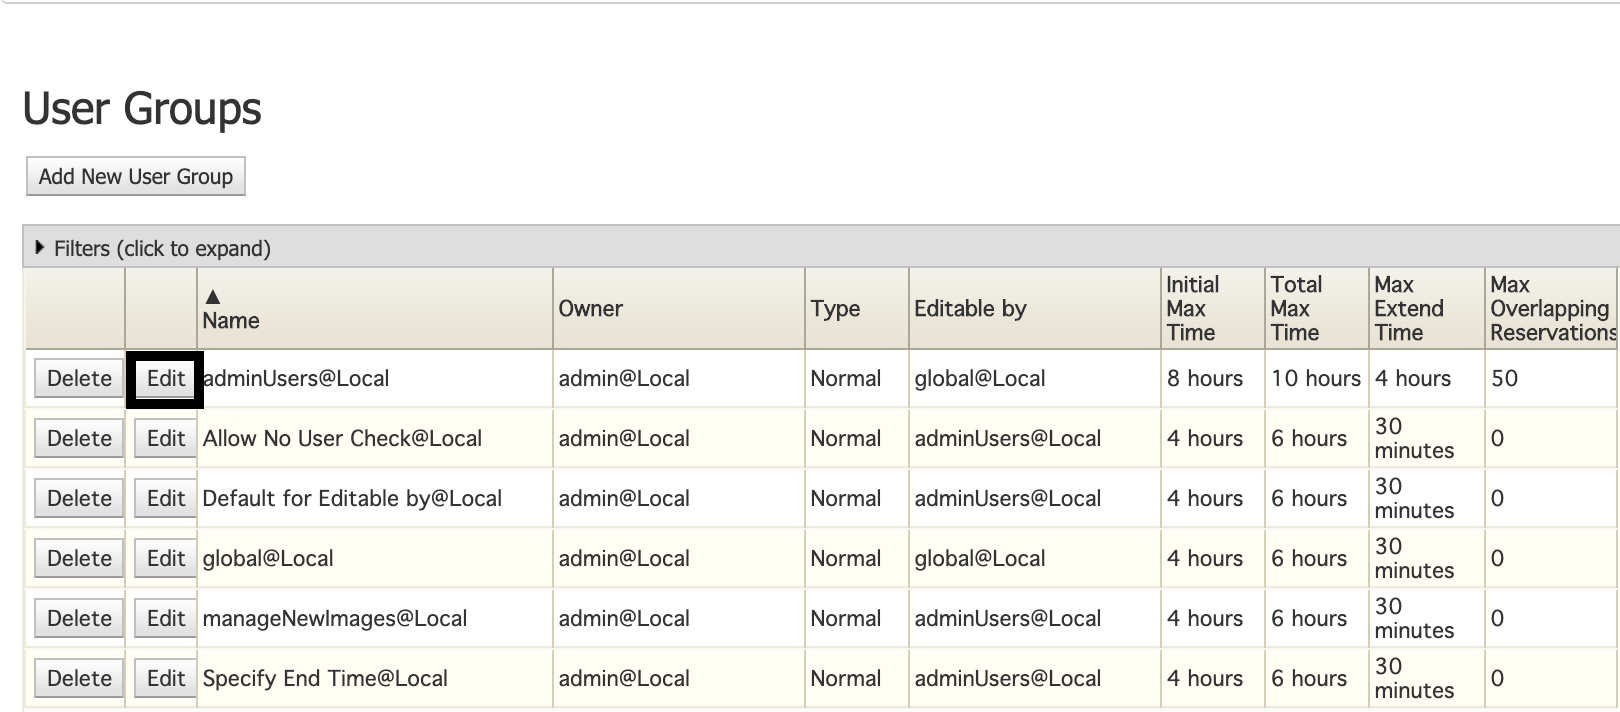 User Groups
Add New User Group
Filters (click to expand)
Name Owner Type Editable by Initial Max Time Total Max Time Max Extend Time Max Overlapping Reservations
Delete Edit adminUsers@Local admin@Local Normal global@Local 8 hours 10 hours 4 hours 50
Delete Edit Allow No User Check@Local admin@Local Normal adminUsers@Local 4 hours 6 hours 30 minutes 0
Delete Edit Default for Editable by@Local admin@Local Normal adminUsers@Local 4 hours 6 hours 30 minutes 0
Delete Edit global@Local admin@Local Normal global@Local 4 hours 6 hours 30 minutes 0
Delete Edit manageNewImages@Local admin@Local Normal adminUsers@Local 4 hours 6 hours 30 minutes 0
Delete Edit Specify End Time@Local admin@Local Normal adminUsers@Local 4 hours 6 hours 30 minutes 0